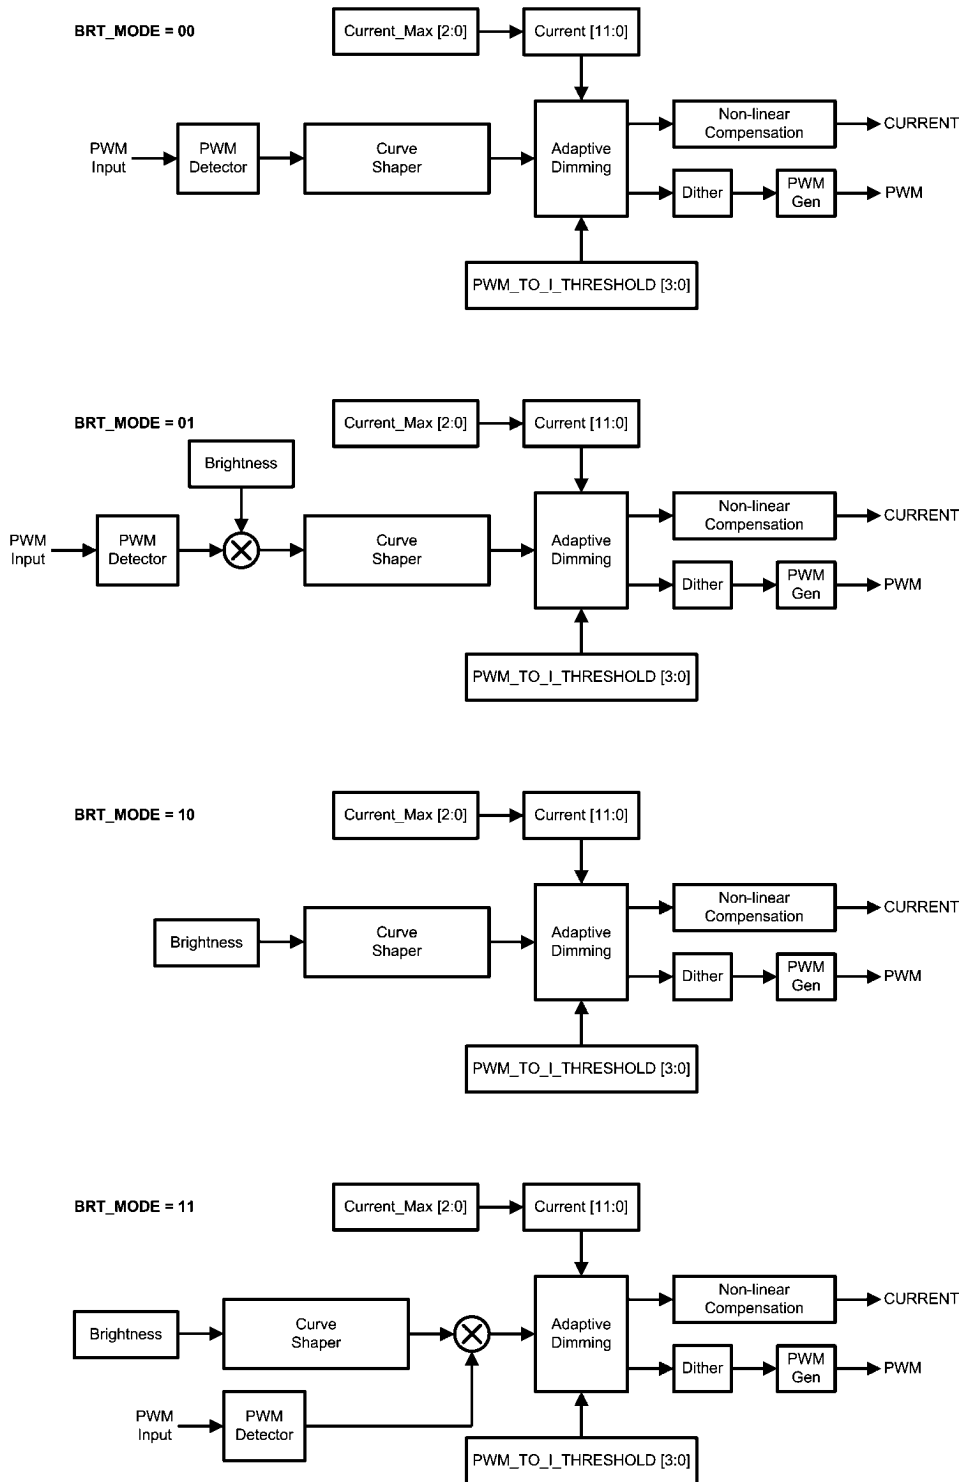 BRT_MODE = 00
Current_Max [2:0]
Current [11:0]
PWM
Input
PWM
Detector
Curve
Shaper
Adaptive
Dimming
Non-linear
Compensation
CURRENT
Dither
PWM
Gen
PWM
PWM_TO_I_THRESHOLD [3:0]
BRT_MODE = 01
Current_Max [2:0]
Current [11:0]
Brightness
PWM
Input
PWM
Detector
Curve
Shaper
Adaptive
Dimming
Non-linear
Compensation
CURRENT
Dither
PWM
Gen
PWM
PWM_TO_I_THRESHOLD [3:0]
BRT_MODE = 10
Current_Max [2:0]
Current [11:0]
Brightness
Curve
Shaper
Adaptive
Dimming
Non-linear
Compensation
CURRENT
Dither
PWM
Gen
PWM
PWM_TO_I_THRESHOLD [3:0]
BRT_MODE = 11
Current_Max [2:0]
Current [11:0]
Brightness
Curve
Shaper
Adaptive
Dimming
Non-linear
Compensation
CURRENT
Dither
PWM
Gen
PWM
PWM
Input
PWM
Detector
PWM_TO_I_THRESHOLD [3:0]